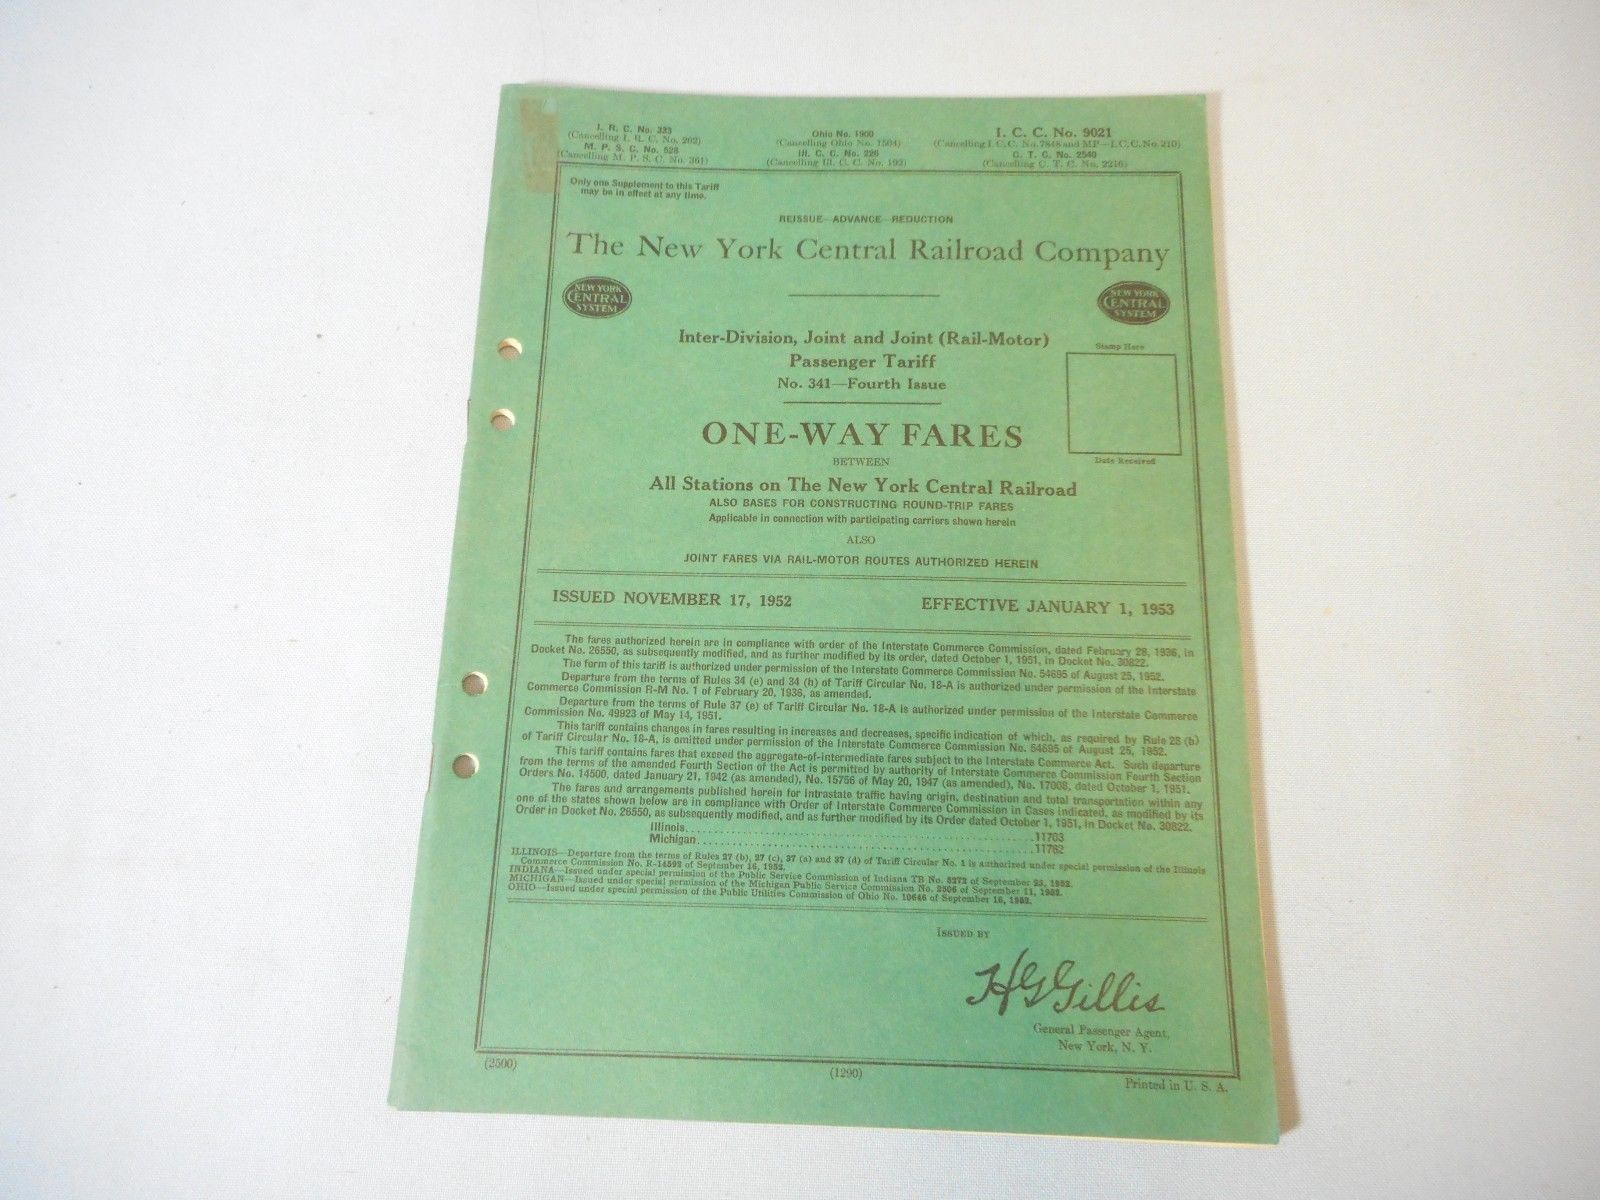 I. R. C. No. 323
(Cancelling I. R. C. No. 262)
M. P. S. C. No. 528
(Cancelling M. P. S. C. No. 361)
Ohio No. 1900
(Cancelling Ohio No. 1504)
Ill. C. C. No. 226
(Cancelling Ill. C. C. No. 193)
I. C. C. No. 9021
(Cancelling I.C.C. No. 7848 and MP—I.C.C. No. 210)
C. T. C. No. 2540
(Cancelling C. T. C. No. 2216)
Only one Supplement to this Tariff
may be in effect at any time.
REISSUE—ADVANCE—REDUCTION
The New York Central Railroad Company
NEW YORK
CENTRAL
SYSTEM
NEW YORK
CENTRAL
SYSTEM
Inter-Division, Joint and Joint (Rail-Motor)
Passenger Tariff
No. 341—Fourth Issue
Stamp Here
Date Received
ONE-WAY FARES
BETWEEN
All Stations on The New York Central Railroad
ALSO BASES FOR CONSTRUCTING ROUND-TRIP FARES
Applicable in connection with participating carriers shown herein
ALSO
JOINT FARES VIA RAIL-MOTOR ROUTES AUTHORIZED HEREIN
ISSUED NOVEMBER 17, 1952
EFFECTIVE JANUARY 1, 1953
The fares authorized herein are in compliance with order of the Interstate Commerce Commission, dated February 28, 1936, in
Docket No. 26550, as subsequently modified, and as further modified by its order, dated October 1, 1951, in Docket No. 30822.
The form of this tariff is authorized under permission of the Interstate Commerce Commission No. 54695 of August 25, 1952.
Departure from the terms of Rules 34 (e) and 34 (h) of Tariff Circular No. 18-A is authorized under permission of the Interstate
Commerce Commission R-M No. 1 of February 20, 1936, as amended.
Departure from the terms of Rule 37 (e) of Tariff Circular No. 18-A is authorized under permission of the Interstate Commerce
Commission No. 49923 of May 14, 1951.
This tariff contains changes in fares resulting in increases and decreases, specific indication of which, as required by Rule 28 (b)
of Tariff Circular No. 18-A, is omitted under permission of the Interstate Commerce Commission No. 54695 of August 25, 1952.
This tariff contains fares that exceed the aggregate-of-intermediate fares subject to the Interstate Commerce Act. Such departure
from the terms of the amended Fourth Section of the Act is permitted by authority of Interstate Commerce Commission Fourth Section
Orders No. 14500, dated January 21, 1942 (as amended), No. 15756 of May 20, 1947 (as amended), No. 17008, dated October 1, 1951.
The fares and arrangements published herein for Intrastate traffic having origin, destination and total transportation within any
one of the states shown below are in compliance with Order of Interstate Commerce Commission in Cases indicated, as modified by its
Order in Docket No. 26550, as subsequently modified, and as further modified by its Order dated October 1, 1951, in Docket No. 30822.
Illinois........11763
Michigan........11762
ILLINOIS—Departure from the terms of Rules 27 (b), 27 (c), 37 (a) and 37 (d) of Tariff Circular No. 1 is authorized under special permission of the Illinois
Commerce Commission No. R-14592 of September 16, 1952.
INDIANA—Issued under special permission of the Public Service Commission of Indiana TR No. 5272 of September 23, 1952.
MICHIGAN—Issued under special permission of the Michigan Public Service Commission No. 2506 of September 11, 1952.
OHIO—Issued under special permission of the Public Utilities Commission of Ohio No. 10646 of September 16, 1952.
ISSUED BY
H G Gillis
General Passenger Agent,
New York, N. Y.
(2500)
(1290)
Printed in U. S. A.